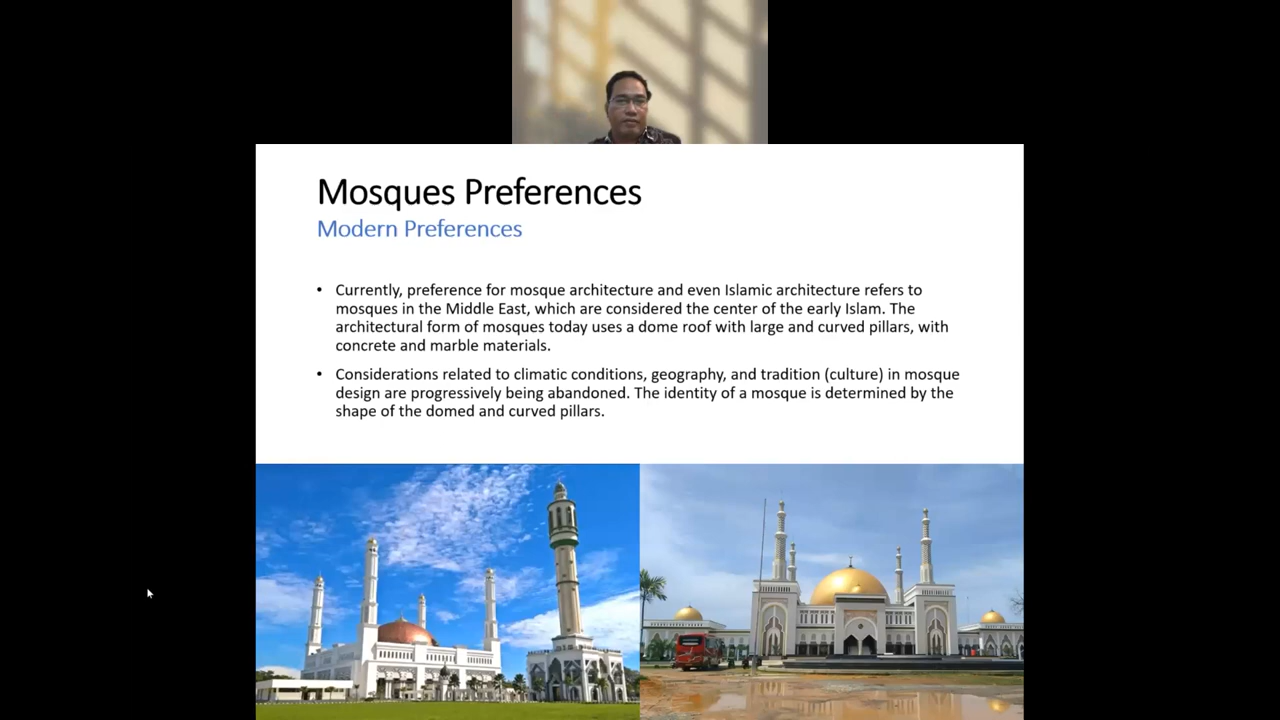 Mosques Preferences
Modern Preferences
• Currently, preference for mosque architecture and even Islamic architecture refers to
mosques in the Middle East, which are considered the center of the early Islam. The
architectural form of mosques today uses a dome roof with large and curved pillars, with
concrete and marble materials.
• Considerations related to climatic conditions, geography, and tradition (culture) in mosque
design are progressively being abandoned. The identity of a mosque is determined by the
shape of the domed and curved pillars.